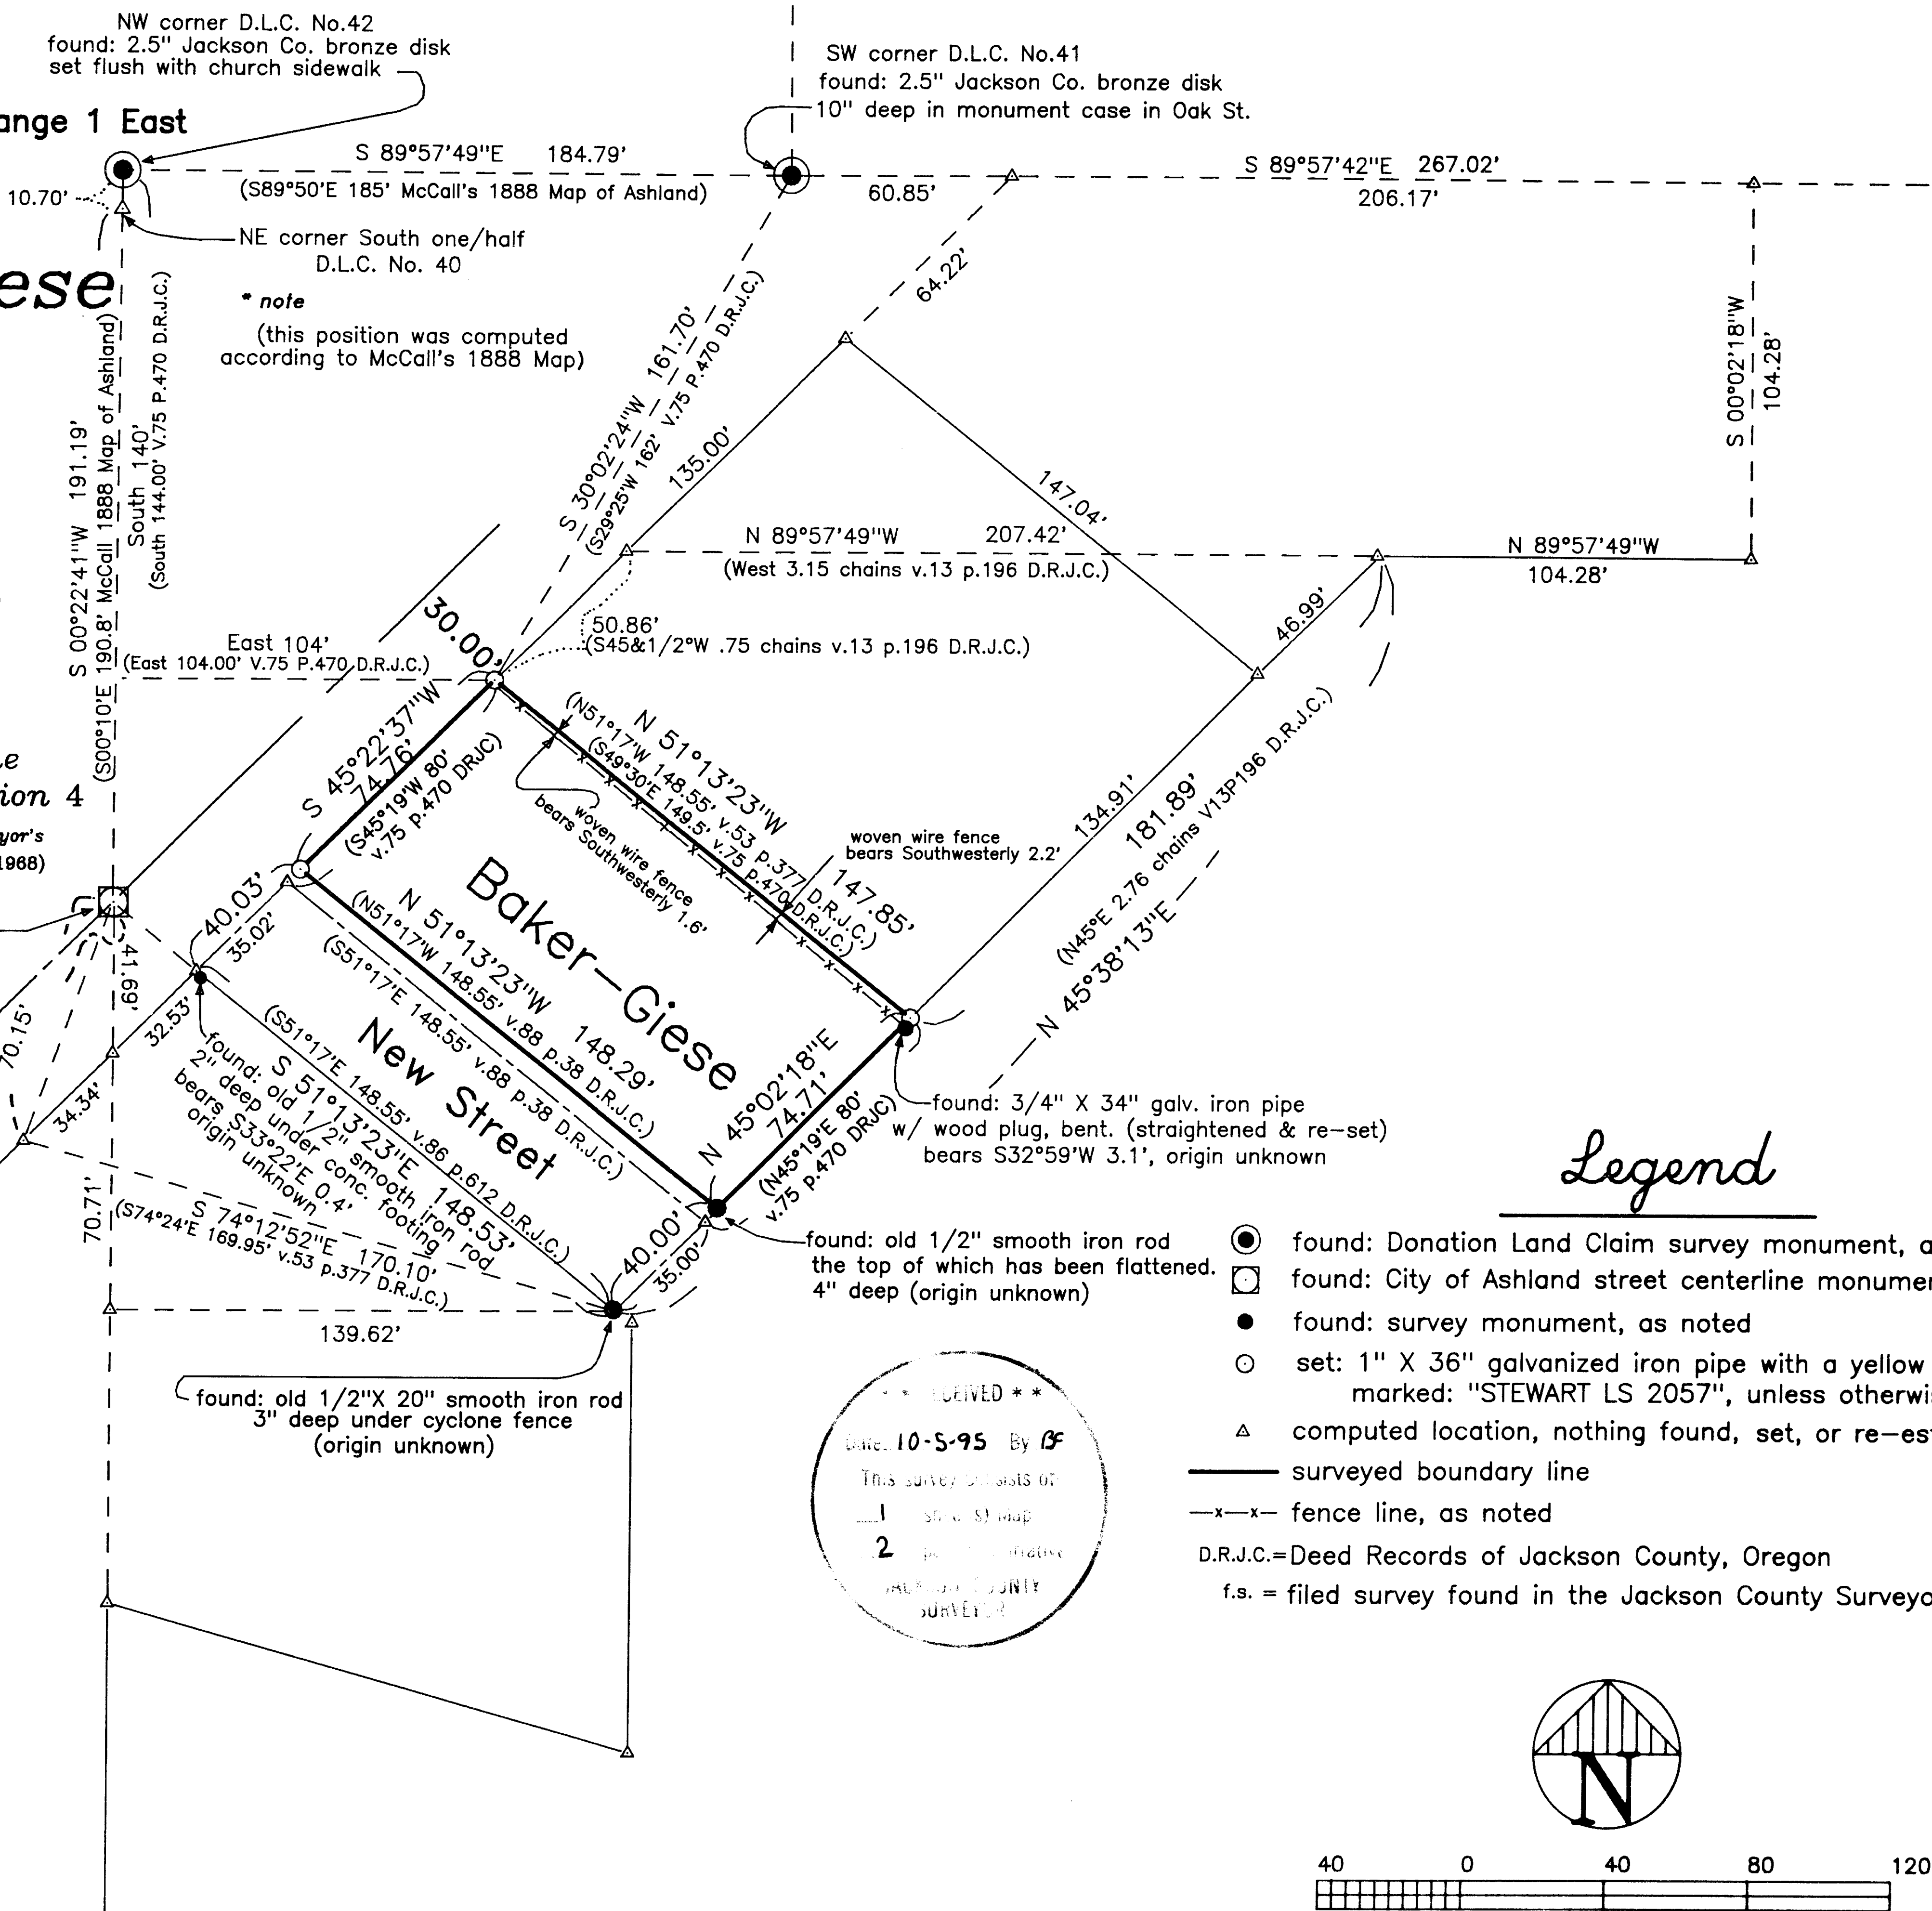 NW corner D.L.C. No.42
found: 2.5" Jackson Co. bronze disk
set flush with church sidewalk
SW corner D.L.C. No.41
found: 2.5" Jackson Co. bronze disk
10" deep in monument case in Oak St.
ange 1 East
S 89°57'49"E 184.79'
(S89°50'E 185' McCall's 1888 Map of Ashland)
60.85'
S 89°57'42"E 267.02'
206.17'
10.70'
NE corner South one/half
D.L.C. No. 40
ese
* note
(this position was computed
according to McCall's 1888 Map)
64.22'
S 00°02'18"W
104.28'
S 00°22'41"W 191.19'
(S00°10'E 190.8' McCall 1888 Map of Ashland)
South 140'
(South 144.00' V.75 P.470 D.R.J.C.)
S 30°02'24"W 161.70'
(S29°25'W 162' V.75 P.470 D.R.J.C.)
135.00'
147.04'
N 89°57'49"W 207.42'
(West 3.15 chains v.13 p.196 D.R.J.C.)
N 89°57'49"W
104.28'
46.99'
30.00'
50.86'
(S45&1/2°W .75 chains v.13 p.196 D.R.J.C.)
East 104'
(East 104.00' V.75 P.470 D.R.J.C.)
S 45°22'37"W
74.76'
(S45°19'W 80'
v.75 p.470 DRJC)
N 51°13'23"W 147.85'
(N51°17'W 148.55' v.53 p.377 D.R.J.C.)
(S49°30'E 149.5' v.75 p.470 D.R.J.C.)
woven wire fence
bears Southwesterly 1.6'
woven wire fence
bears Southwesterly 2.2'
134.91'
181.89'
(N45°E 2.76 chains V13P196 D.R.J.C.)
N 45°38'13"E
e
ion 4
yor's
1968)
Baker-Giese
40.03'
35.02'
41.69'
32.53'
70.15'
34.34'
70.71'
N 51°13'23"W 148.29'
(N51°17'W 148.55' v.88 p.38 D.R.J.C.)
(S51°17'E 148.55' v.88 p.38 D.R.J.C.)
New Street
(S51°17'E 148.55' v.86 p.612 D.R.J.C.)
S 51°13'23"E 148.53'
found: old 1/2" smooth iron rod
2" deep under conc. footing
bears S33°22'E 0.4'
origin unknown
S 74°12'52"E 170.10'
(S74°24'E 169.95' v.53 p.377 D.R.J.C.)
139.62'
40.00'
35.00'
N 45°02'18"E
74.71'
(N45°19'E 80'
v.75 p.470 DRJC)
found: 3/4" X 34" galv. iron pipe
w/ wood plug, bent. (straightened & re-set)
bears S32°59'W 3.1', origin unknown
found: old 1/2" smooth iron rod
the top of which has been flattened.
4" deep (origin unknown)
found: old 1/2"X 20" smooth iron rod
3" deep under cyclone fence
(origin unknown)
* * CEIVED * *
Date 10-5-95 By BF
This survey consists of
1 sh s) Map
2
JACKSON COUNTY
SURVEYOR
Legend
found: Donation Land Claim survey monument, a
found: City of Ashland street centerline monumen
found: survey monument, as noted
set: 1" X 36" galvanized iron pipe with a yellow
marked: "STEWART LS 2057", unless otherwi
computed location, nothing found, set, or re-es
surveyed boundary line
fence line, as noted
D.R.J.C.=Deed Records of Jackson County, Oregon
f.s. = filed survey found in the Jackson County Surveyo
N
40 0 40 80 120